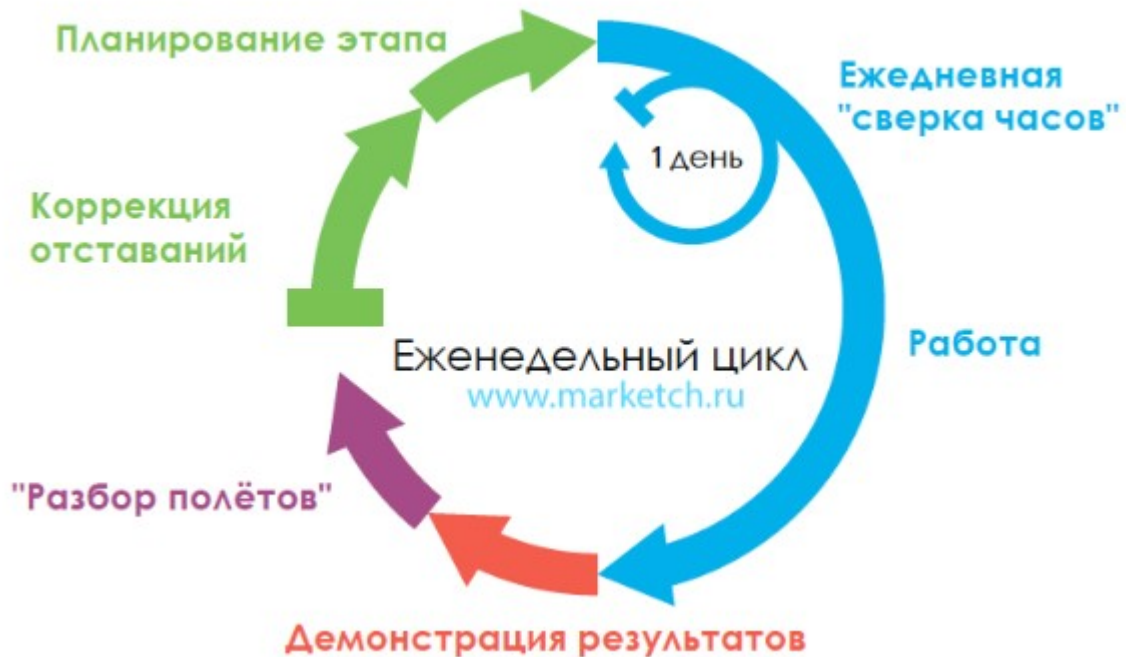 Планирование этапа
Ежедневная
"сверка часов"
1 день
Коррекция
отставаний
Работа
Еженедельный цикл
www.marketch.ru
"Разбор полётов"
Демонстрация результатов